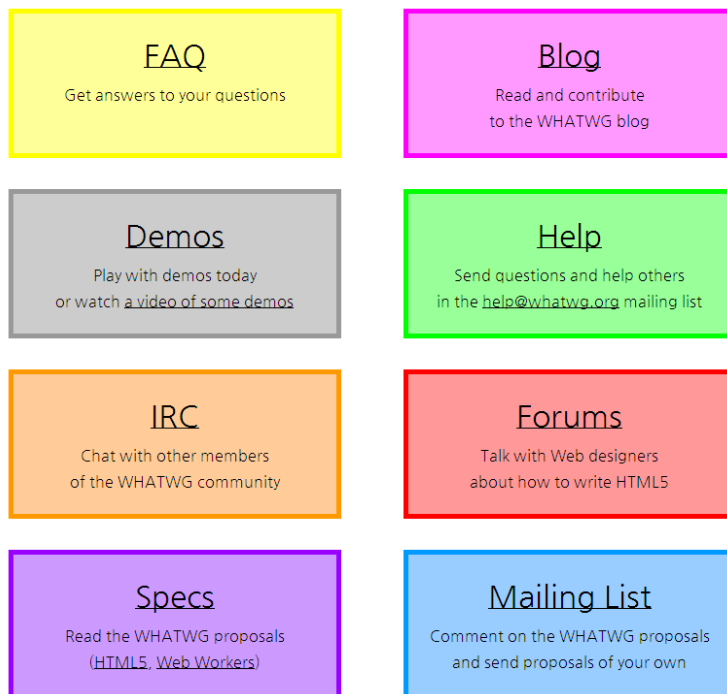 FAQ
Get answers to your questions
Blog
Read and contribute
to the WHATWG blog
Demos
Play with demos today
or watch a video of some demos
Help
Send questions and help others
in the help@whatwg.org mailing list
IRC
Chat with other members
of the WHATWG community
Forums
Talk with Web designers
about how to write HTML5
Specs
Read the WHATWG proposals
(HTML5, Web Workers)
Mailing List
Comment on the WHATWG proposals
and send proposals of your own